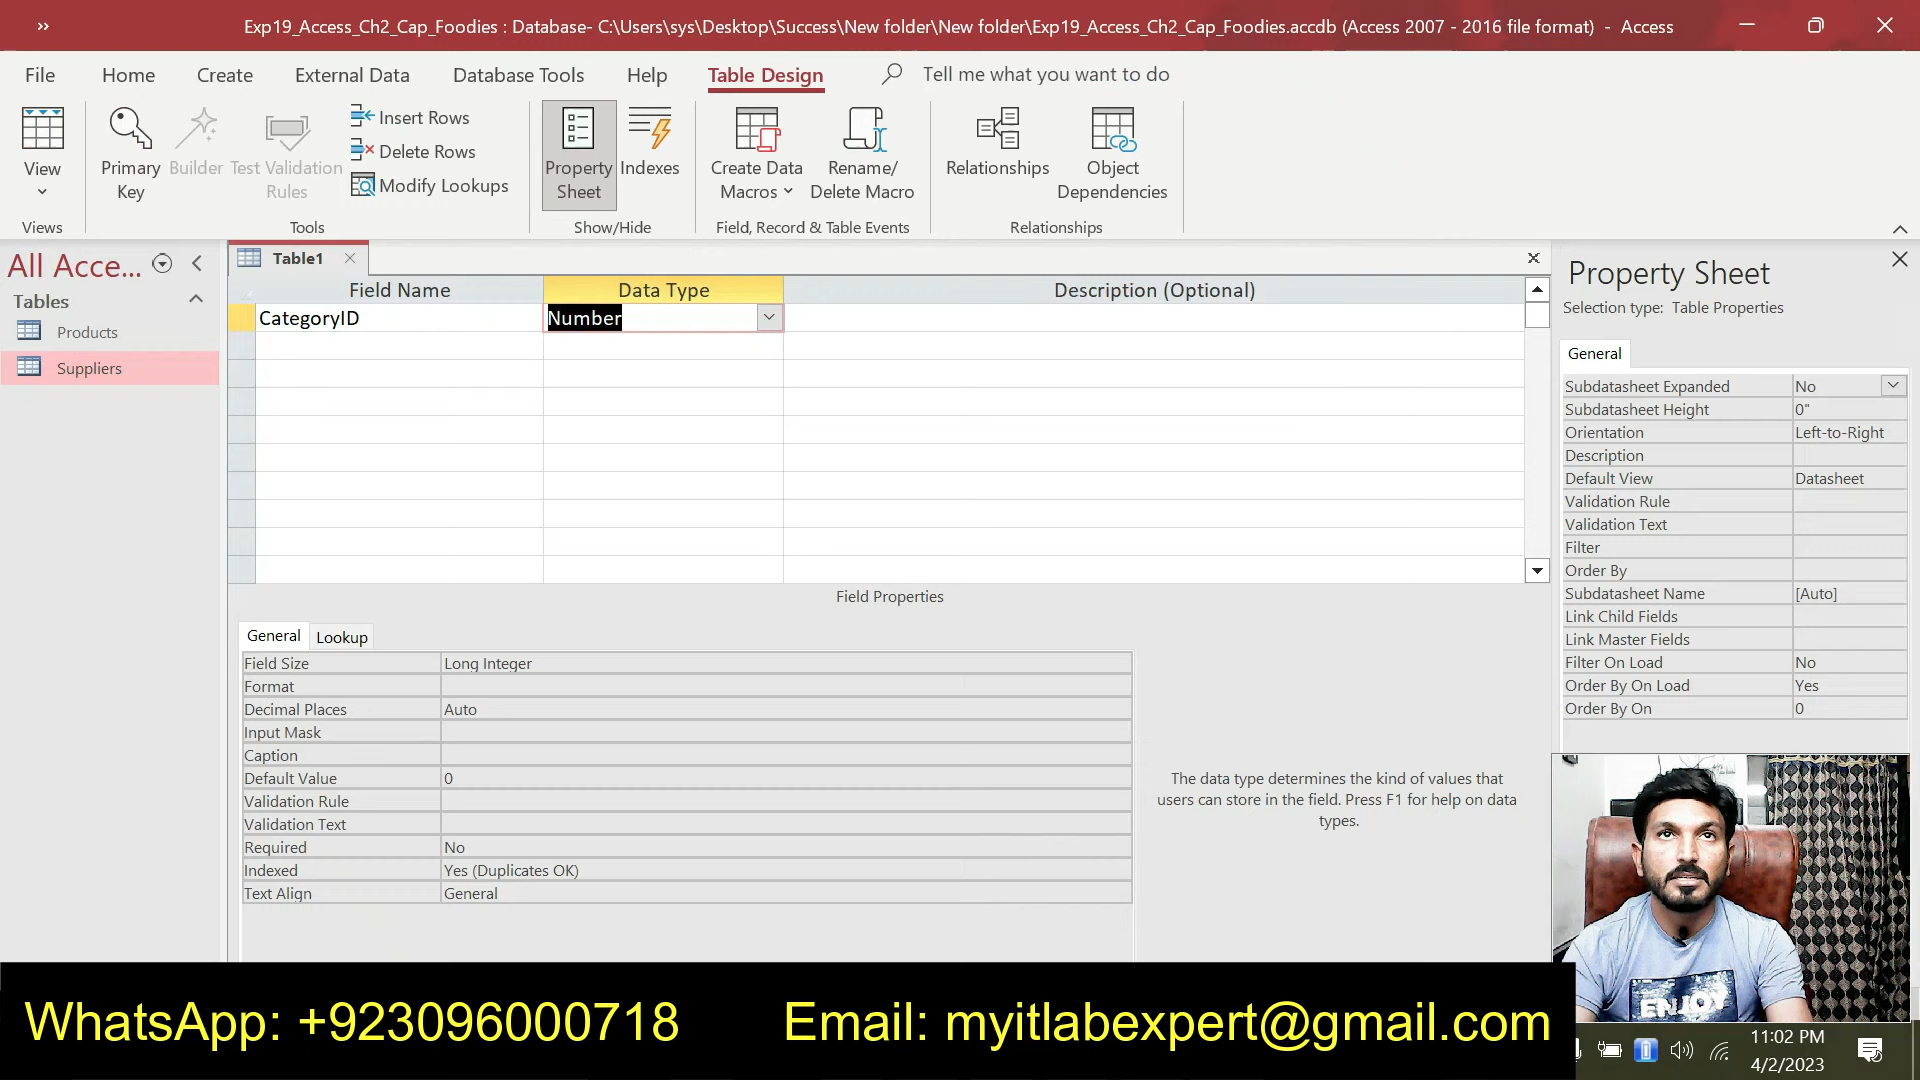 Exp19_Access_Ch2_Cap_Foodies : Database- C:\Users\sys\Desktop\Success\New folder\New folder\Exp19_Access_Ch2_Cap_Foodies.accdb (Access 2007 - 2016 file format) - Access
File Home Create External Data Database Tools Help Table Design Tell me what you want to do
View
Primary Key
Builder
Test Validation Rules
Insert Rows
Delete Rows
Modify Lookups
Property Sheet
Indexes
Create Data Macros
Rename/ Delete Macro
Relationships
Object Dependencies
Views Tools Show/Hide Field, Record & Table Events Relationships
All Acce...
Tables
Products
Suppliers
Table1
Field Name Data Type Description (Optional)
CategoryID Number
Field Properties
General Lookup
Field Size Long Integer
Format
Decimal Places Auto
Input Mask
Caption
Default Value 0
Validation Rule
Validation Text
Required No
Indexed Yes (Duplicates OK)
Text Align General
The data type determines the kind of values that
users can store in the field. Press F1 for help on data
types.
Property Sheet
Selection type: Table Properties
General
Subdatasheet Expanded No
Subdatasheet Height 0"
Orientation Left-to-Right
Description
Default View Datasheet
Validation Rule
Validation Text
Filter
Order By
Subdatasheet Name [Auto]
Link Child Fields
Link Master Fields
Filter On Load No
Order By On Load Yes
Order By On 0
ENJOY
WhatsApp: +923096000718 Email: myitlabexpert@gmail.com
11:02 PM
4/2/2023